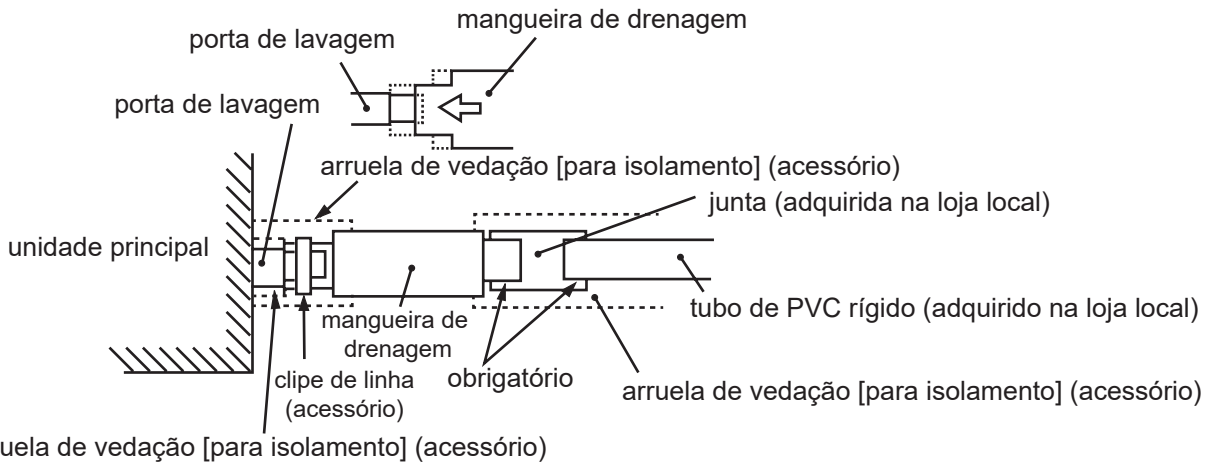 mangueira de drenagem
porta de lavagem
porta de lavagem
arruela de vedação [para isolamento] (acessório)
junta (adquirida na loja local)
unidade principal
tubo de PVC rígido (adquirido na loja local)
mangueira de
drenagem
clipe de linha
(acessório)
obrigatório
arruela de vedação [para isolamento] (acessório)
uela de vedação [para isolamento] (acessório)